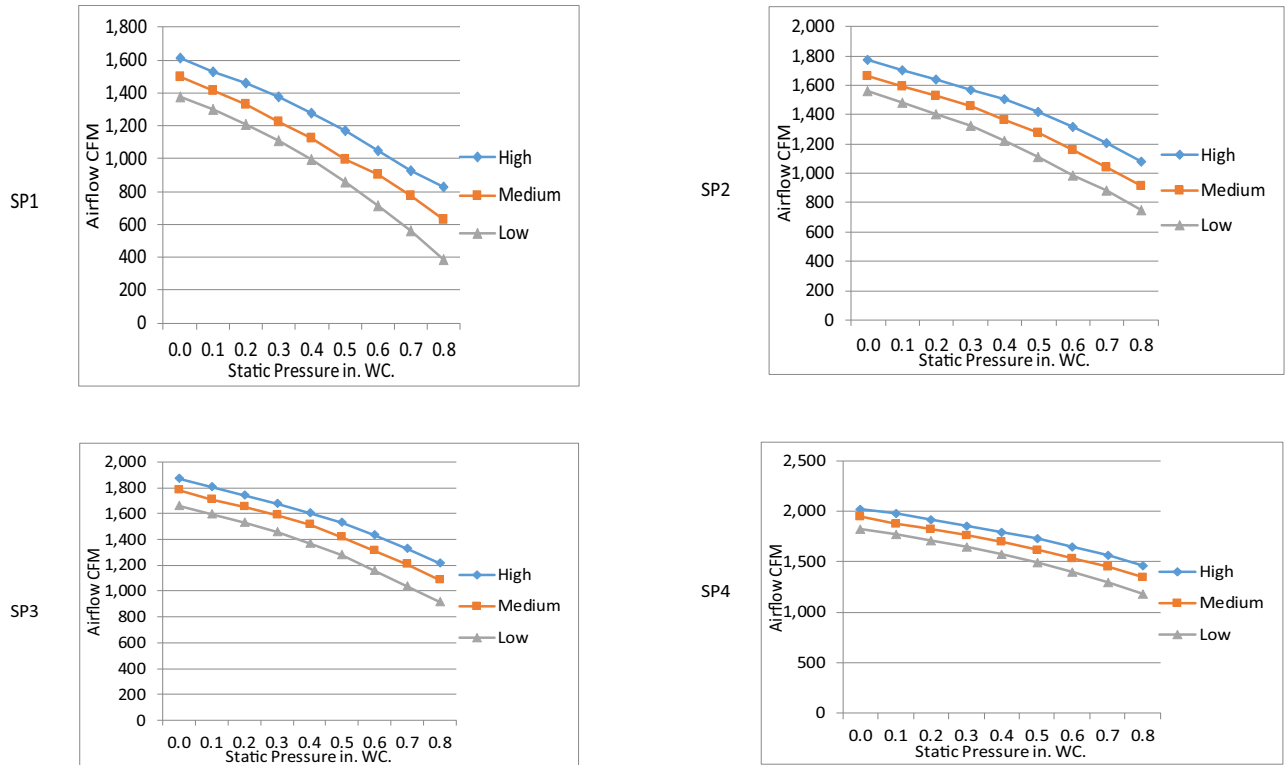 SP1
Airflow CFM
1,800
1,600
1,400
1,200
1,000
800
600
400
200
0
0.0 0.1 0.2 0.3 0.4 0.5 0.6 0.7 0.8
Static Pressure in. WC.
High
Medium
Low
SP2
Airflow CFM
2,000
1,800
1,600
1,400
1,200
1,000
800
600
400
200
0
0.0 0.1 0.2 0.3 0.4 0.5 0.6 0.7 0.8
Static Pressure in. WC.
High
Medium
Low
SP3
Airflow CFM
2,000
1,800
1,600
1,400
1,200
1,000
800
600
400
200
0
0.0 0.1 0.2 0.3 0.4 0.5 0.6 0.7 0.8
Static Pressure in. WC.
High
Medium
Low
SP4
Airflow CFM
2,500
2,000
1,500
1,000
500
0
0.0 0.1 0.2 0.3 0.4 0.5 0.6 0.7 0.8
Static Pressure in. WC.
High
Medium
Low